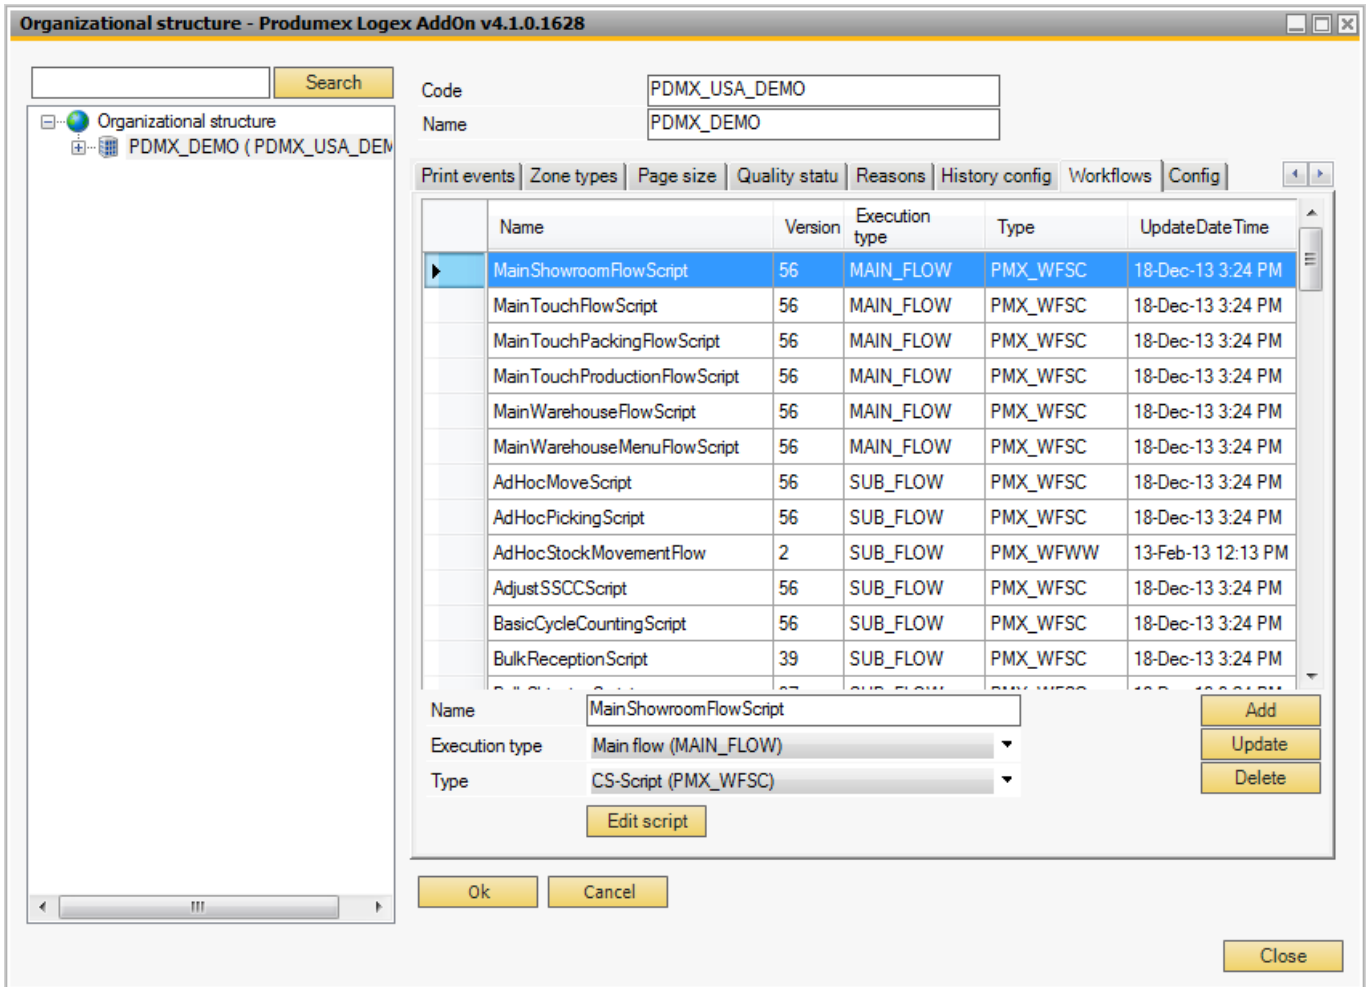 Organizational structure - Produmex Logex AddOn v4.1.0.1628
Search
Organizational structure
PDMX_DEMO ( PDMX_USA_DEM
Code PDMX_USA_DEMO
Name PDMX_DEMO
Print events Zone types Page size Quality statu Reasons History config Workflows Config
Name Version Execution type Type UpdateDateTime
MainShowroomFlowScript 56 MAIN_FLOW PMX_WFSC 18-Dec-13 3:24 PM
MainTouchFlowScript 56 MAIN_FLOW PMX_WFSC 18-Dec-13 3:24 PM
MainTouchPackingFlowScript 56 MAIN_FLOW PMX_WFSC 18-Dec-13 3:24 PM
MainTouchProductionFlowScript 56 MAIN_FLOW PMX_WFSC 18-Dec-13 3:24 PM
MainWarehouseFlowScript 56 MAIN_FLOW PMX_WFSC 18-Dec-13 3:24 PM
MainWarehouseMenuFlowScript 56 MAIN_FLOW PMX_WFSC 18-Dec-13 3:24 PM
AdHocMoveScript 56 SUB_FLOW PMX_WFSC 18-Dec-13 3:24 PM
AdHocPickingScript 56 SUB_FLOW PMX_WFSC 18-Dec-13 3:24 PM
AdHocStockMovementFlow 2 SUB_FLOW PMX_WFWW 13-Feb-13 12:13 PM
AdjustSSCCScript 56 SUB_FLOW PMX_WFSC 18-Dec-13 3:24 PM
BasicCycleCountingScript 56 SUB_FLOW PMX_WFSC 18-Dec-13 3:24 PM
BulkReceptionScript 39 SUB_FLOW PMX_WFSC 18-Dec-13 3:24 PM
Name MainShowroomFlowScript Add
Execution type Main flow (MAIN_FLOW) Update
Type CS-Script (PMX_WFSC) Delete
Edit script
Ok Cancel
Close